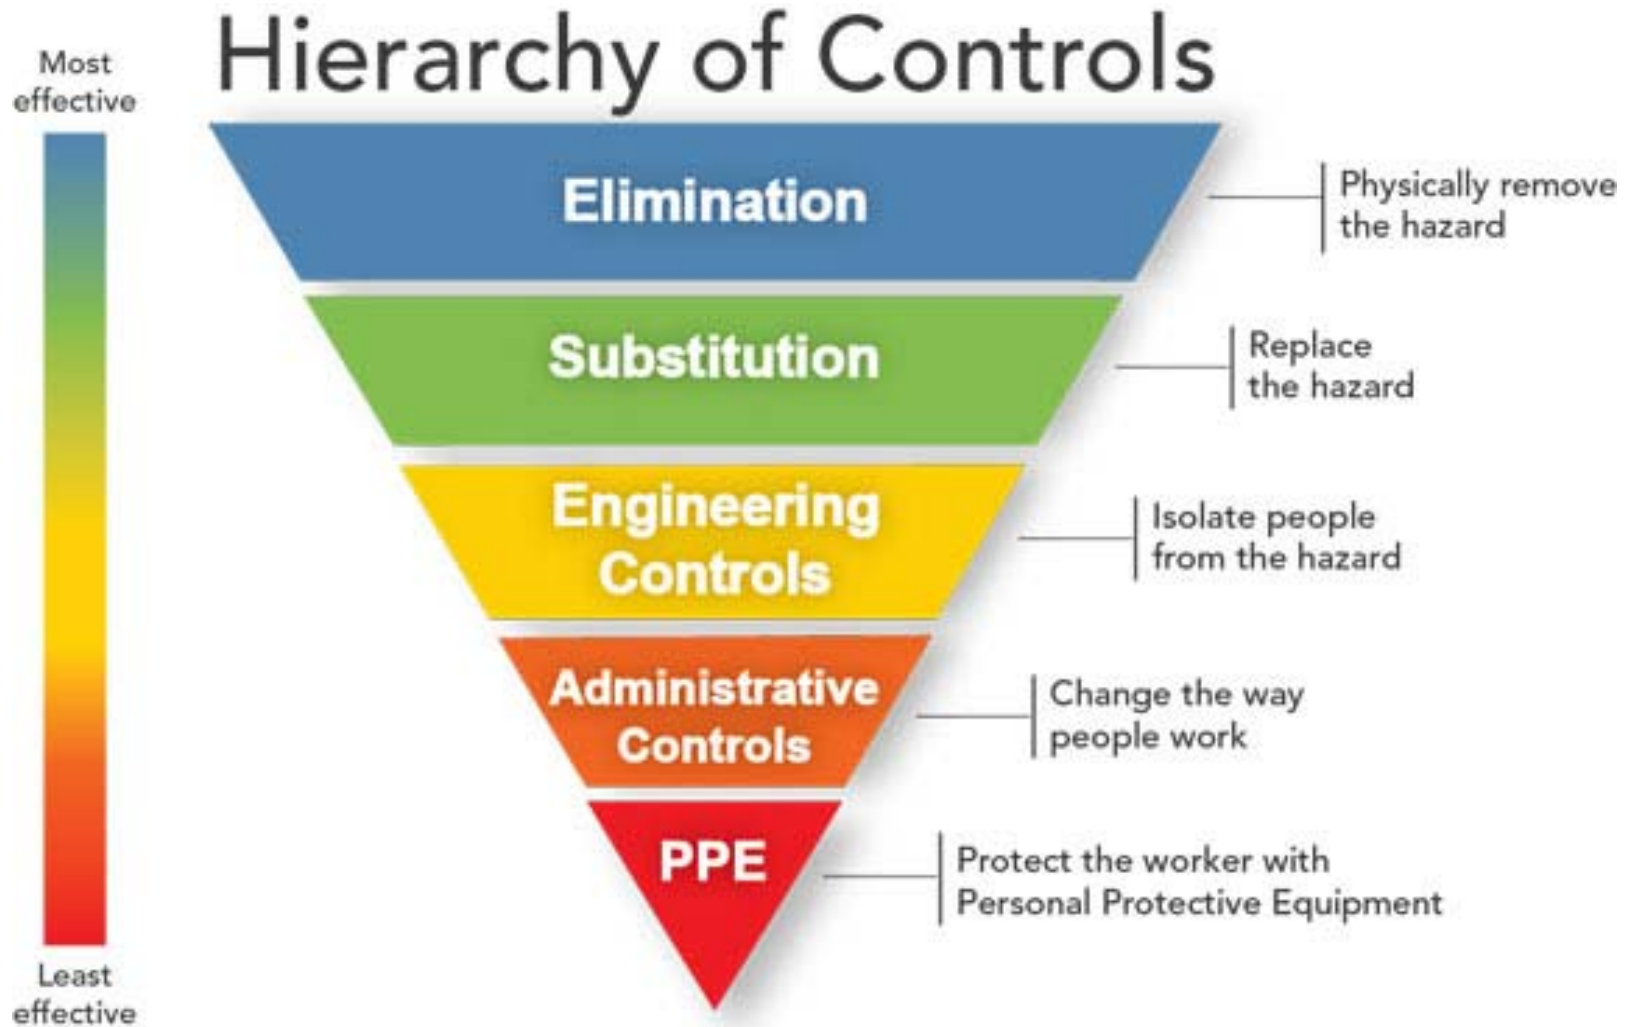 Hierarchy of Controls
Most
effective
Elimination
Physically remove
the hazard
Substitution
Replace
the hazard
Engineering
Controls
Isolate people
from the hazard
Administrative
Controls
Change the way
people work
PPE
Protect the worker with
Personal Protective Equipment
Least
effective